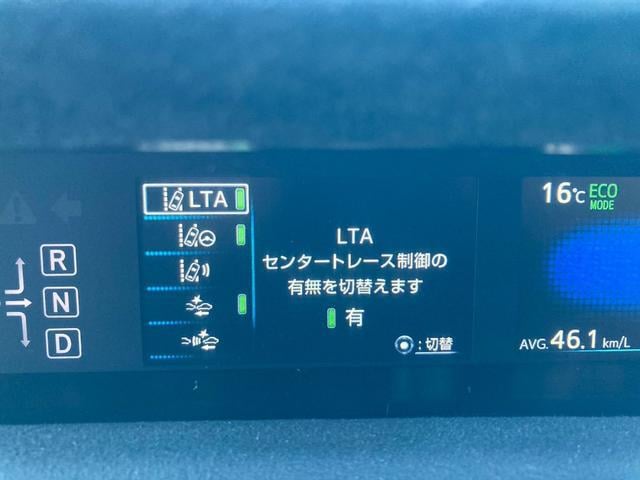 R
N
D
LTA
LTA
センタートレース制御の
有無を切替えます
有
:切替
16℃ ECO
MODE
AVG. 46.1 km/L